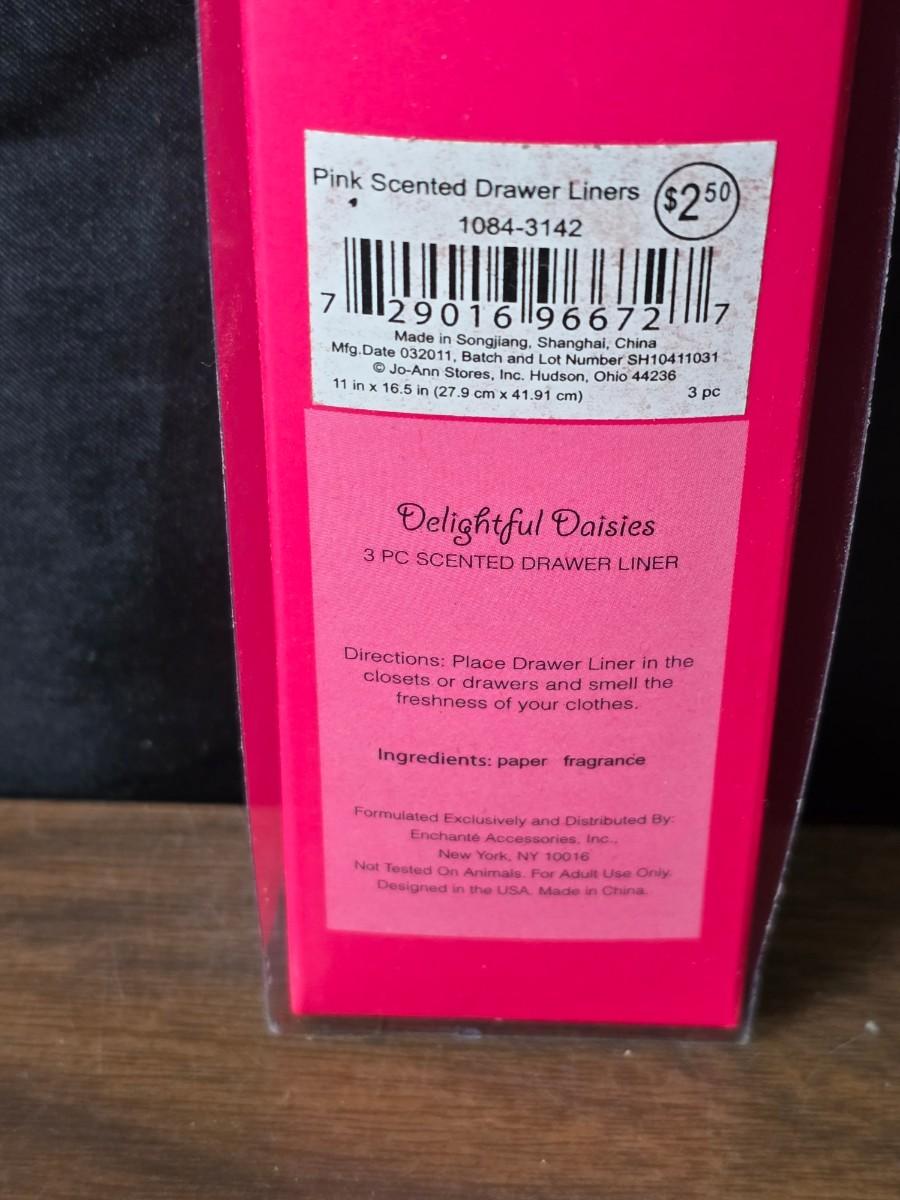 Pink Scented Drawer Liners $2.50
1084-3142
7 29016 96672 7
Made in Songjiang, Shanghai, China
Mfg.Date 032011, Batch and Lot Number SH10411031
© Jo-Ann Stores, Inc. Hudson, Ohio 44236
11 in x 16.5 in (27.9 cm x 41.91 cm) 3 pc
Delightful Daisies
3 PC SCENTED DRAWER LINER
Directions: Place Drawer Liner in the
closets or drawers and smell the
freshness of your clothes.
Ingredients: paper fragrance
Formulated Exclusively and Distributed By:
Enchanté Accessories, Inc.,
New York, NY 10016
Not Tested On Animals. For Adult Use Only.
Designed in the USA. Made in China.